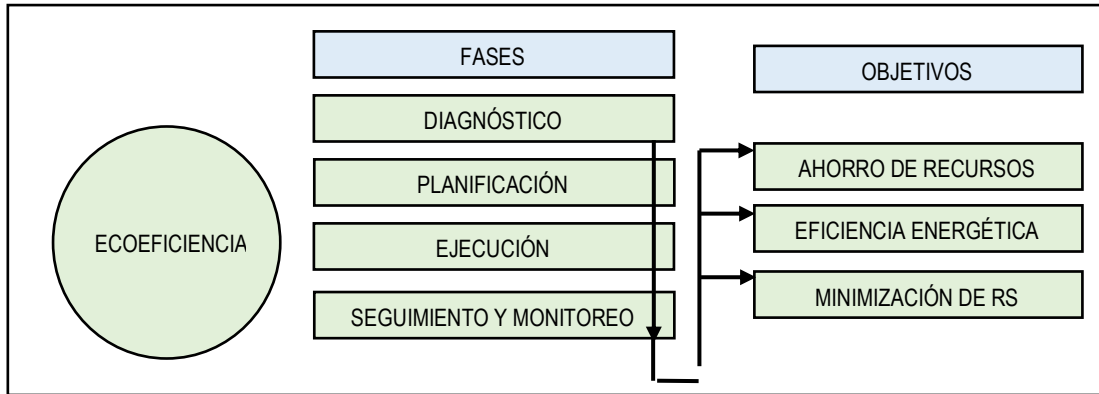 ECOEFICIENCIA
FASES
DIAGNÓSTICO
PLANIFICACIÓN
EJECUCIÓN
SEGUIMIENTO Y MONITOREO
OBJETIVOS
AHORRO DE RECURSOS
EFICIENCIA ENERGÉTICA
MINIMIZACIÓN DE RS